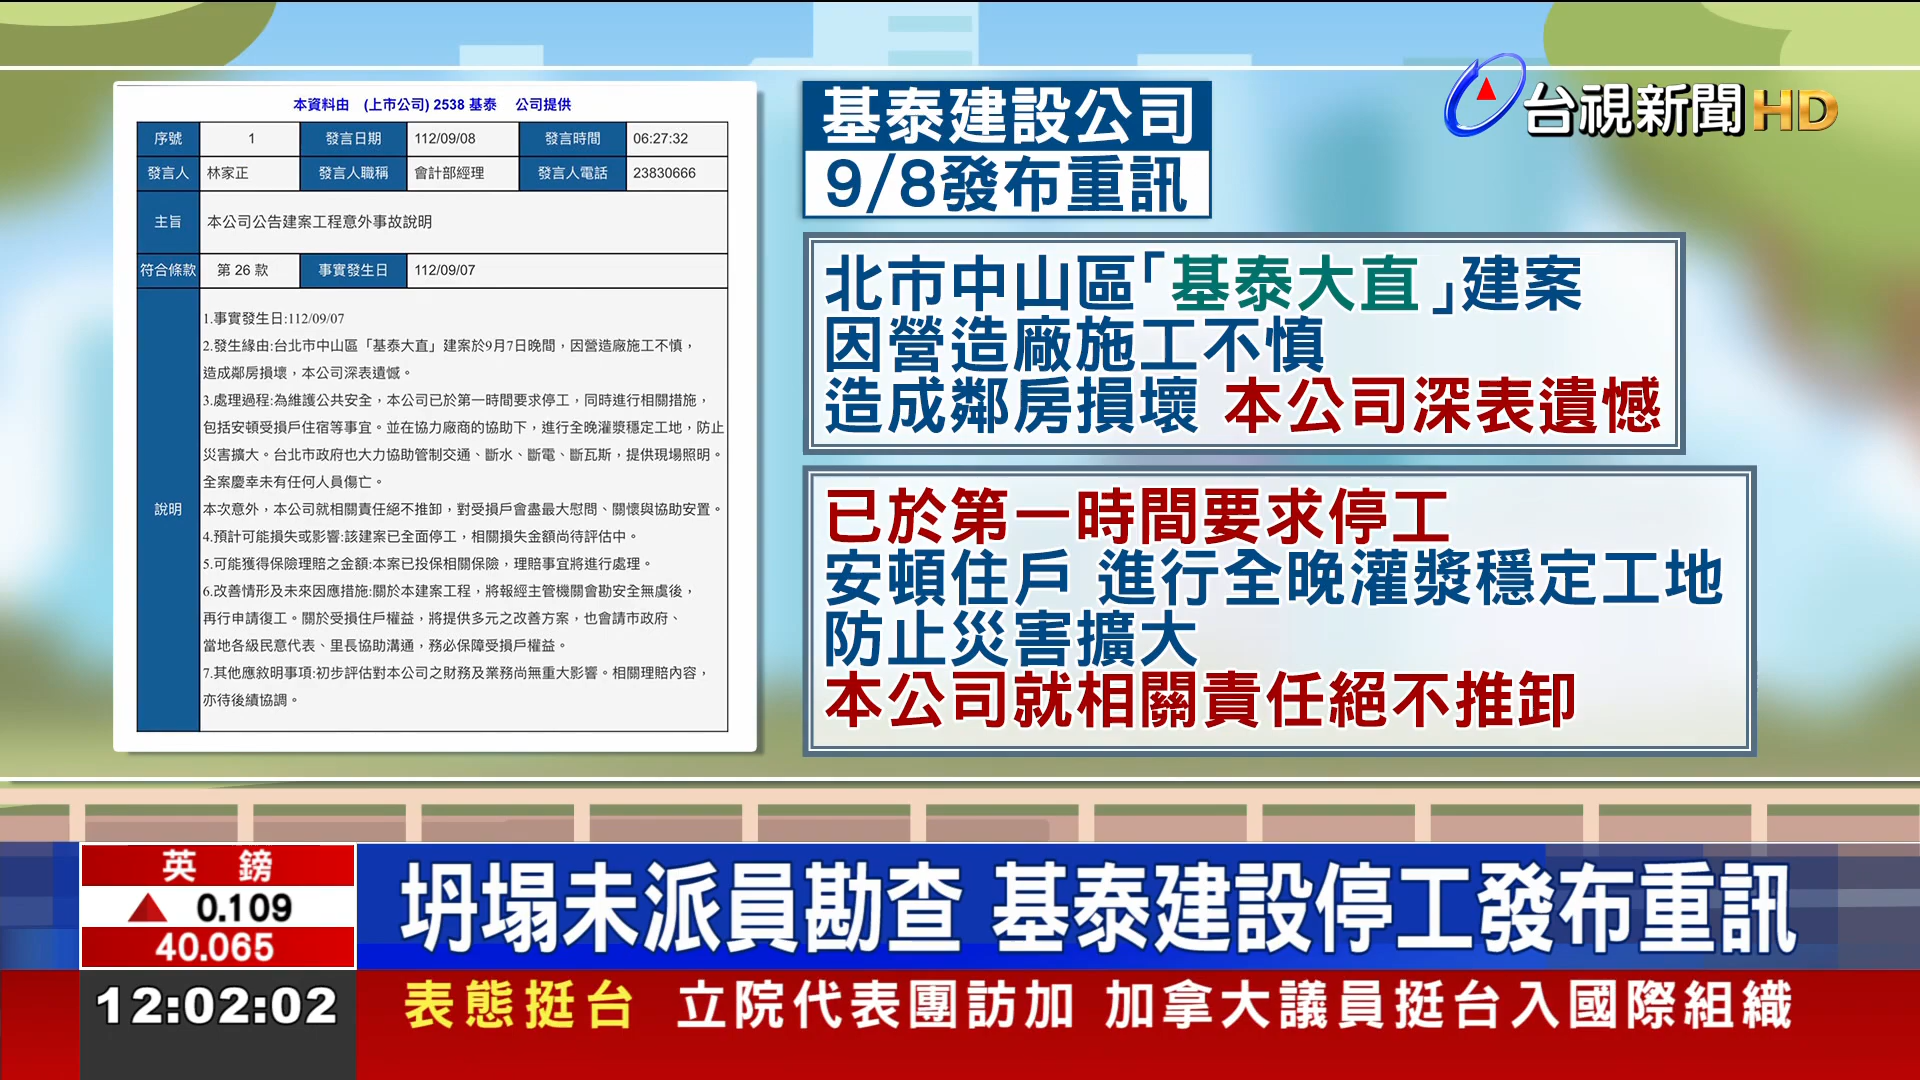 本資料由 (上市公司) 2538 基泰 公司提供
序號 1 發言日期 112/09/08 發言時間 06:27:32
發言人 林家正 發言人職稱 會計部經理 發言人電話 23830666
主旨 本公司公告建案工程意外事故說明
符合條款 第 26 款 事實發生日 112/09/07
說明
1.事實發生日:112/09/07
2.發生緣由:台北市中山區「基泰大直」建案於9月7日晚間，因營造廠施工不慎，
造成鄰房損壞，本公司深表遺憾。
3.處理過程:為維護公共安全，本公司已於第一時間要求停工，同時進行相關措施，
包括安頓受損戶住宿等事宜。並在協力廠商的協助下，進行全晚灌漿穩定工地，防止
災害擴大。台北市政府也大力協助管制交通、斷水、斷電、斷瓦斯，提供現場照明。
全案慶幸未有任何人員傷亡。
本次意外，本公司就相關責任絕不推卸，對受損戶會盡最大慰問、關懷與協助安置。
4.預計可能損失或影響:該建案已全面停工，相關損失金額尚待評估中。
5.可能獲得保險理賠之金額:本案已投保相關保險，理賠事宜將進行處理。
6.改善情形及未來因應措施:關於本建案工程，將報經主管機關會勘安全無虞後，
再行申請復工。關於受損住戶權益，將提供多元之改善方案，也會請市政府、
當地各級民意代表、里長協助溝通，務必保障受損戶權益。
7.其他應敘明事項:初步評估對本公司之財務及業務尚無重大影響。相關理賠內容，
亦待後續協調。
基泰建設公司
9/8發布重訊
北市中山區「基泰大直」建案
因營造廠施工不慎
造成鄰房損壞 本公司深表遺憾
已於第一時間要求停工
安頓住戶 進行全晚灌漿穩定工地
防止災害擴大
本公司就相關責任絕不推卸
台視新聞HD
英 鎊
▲ 0.109
40.065
12:02:02
坍塌未派員勘查 基泰建設停工發布重訊
表態挺台 立院代表團訪加 加拿大議員挺台入國際組織